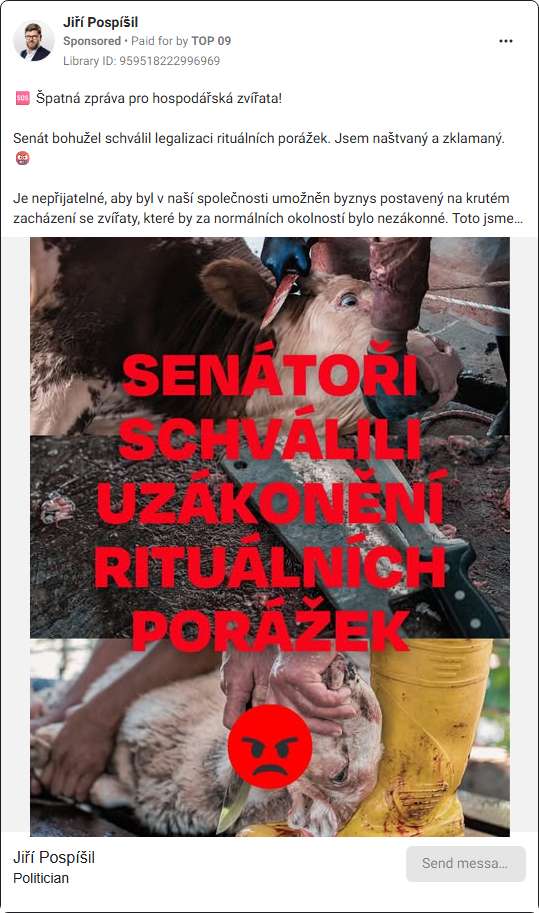 Jiří Pospíšil
Sponsored • Paid for by TOP 09
Library ID: 959518222996969
🆘 Špatná zpráva pro hospodářská zvířata!
Senát bohužel schválil legalizaci rituálních porážek. Jsem naštvaný a zklamaný.
😡
Je nepřijatelné, aby byl v naší společnosti umožněn byznys postavený na krutém
zacházení se zvířaty, které by za normálních okolností bylo nezákonné. Toto jsme...
SENÁTOŘI
SCHVÁLILI
UZÁKONĚNÍ
RITUÁLNÍCH
PORÁŽEK
Jiří Pospíšil
Politician
Send messa...